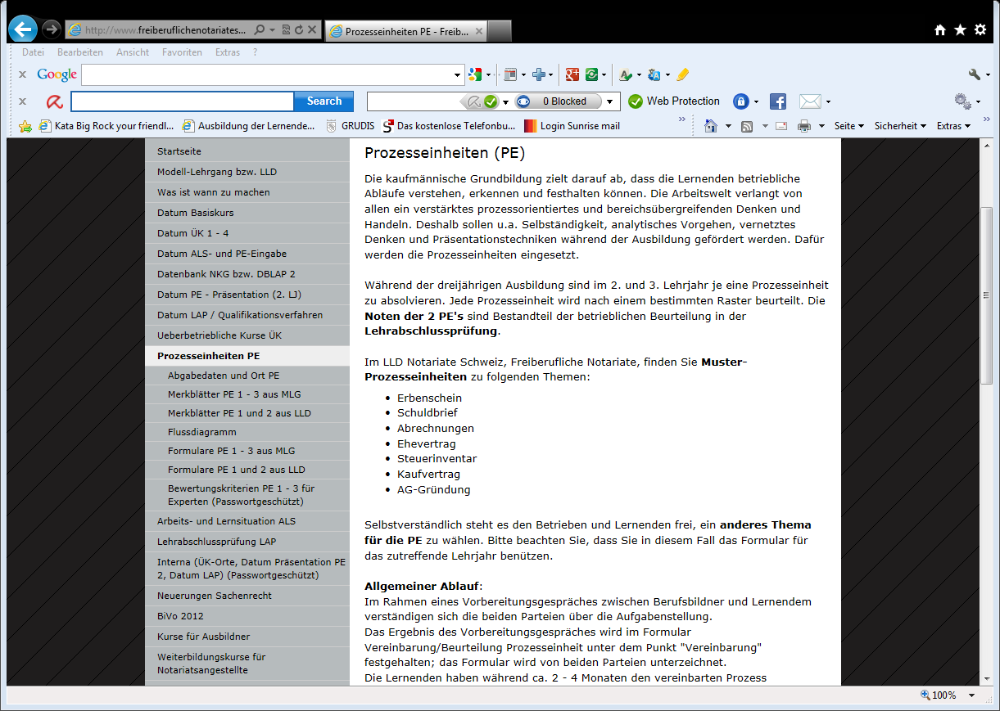 http://www.freiberuflichenotariates...
Prozesseinheiten PE - Freib...
Datei Bearbeiten Ansicht Favoriten Extras ?
x Google
x Search 0 Blocked Web Protection
Kata Big Rock your friendl... Ausbildung der Lernende... GRUDIS Das kostenlose Telefonbu... Login Sunrise mail » Seite Sicherheit Extras »
Startseite
Modell-Lehrgang bzw. LLD
Was ist wann zu machen
Datum Basiskurs
Datum ÜK 1 - 4
Datum ALS- und PE-Eingabe
Datenbank NKG bzw. DBLAP 2
Datum PE - Präsentation (2. LJ)
Datum LAP / Qualifikationsverfahren
Ueberbetriebliche Kurse ÜK
Prozesseinheiten PE
Abgabedaten und Ort PE
Merkblätter PE 1 - 3 aus MLG
Merkblätter PE 1 und 2 aus LLD
Flussdiagramm
Formulare PE 1 - 3 aus MLG
Formulare PE 1 und 2 aus LLD
Bewertungskriterien PE 1 - 3 für
Experten (Passwortgeschützt)
Arbeits- und Lernsituation ALS
Lehrabschlussprüfung LAP
Interna (ÜK-Orte, Datum Präsentation PE
2, Datum LAP) (Passwortgeschützt)
Neuerungen Sachenrecht
BiVo 2012
Kurse für Ausbildner
Weiterbildungskurse für
Notariatsangestellte
Prozesseinheiten (PE)
Die kaufmännische Grundbildung zielt darauf ab, dass die Lernenden betriebliche
Abläufe verstehen, erkennen und festhalten können. Die Arbeitswelt verlangt von
allen ein verstärktes prozessorientiertes und bereichsübergreifenden Denken und
Handeln. Deshalb sollen u.a. Selbständigkeit, analytisches Vorgehen, vernetztes
Denken und Präsentationstechniken während der Ausbildung gefördert werden. Dafür
werden die Prozesseinheiten eingesetzt.
Während der dreijährigen Ausbildung sind im 2. und 3. Lehrjahr je eine Prozesseinheit
zu absolvieren. Jede Prozesseinheit wird nach einem bestimmten Raster beurteilt. Die
Noten der 2 PE's sind Bestandteil der betrieblichen Beurteilung in der
Lehrabschlussprüfung.
Im LLD Notariate Schweiz, Freiberufliche Notariate, finden Sie Muster-
Prozesseinheiten zu folgenden Themen:
• Erbenschein
• Schuldbrief
• Abrechnungen
• Ehevertrag
• Steuerinventar
• Kaufvertrag
• AG-Gründung
Selbstverständlich steht es den Betrieben und Lernenden frei, ein anderes Thema
für die PE zu wählen. Bitte beachten Sie, dass Sie in diesem Fall das Formular für
das zutreffende Lehrjahr benützen.
Allgemeiner Ablauf:
Im Rahmen eines Vorbereitungsgespräches zwischen Berufsbildner und Lernendem
verständigen sich die beiden Parteien über die Aufgabenstellung.
Das Ergebnis des Vorbereitungsgespräches wird im Formular
Vereinbarung/Beurteilung Prozesseinheit unter dem Punkt "Vereinbarung"
festgehalten; das Formular wird von beiden Parteien unterzeichnet.
Die Lernenden haben während ca. 2 - 4 Monaten den vereinbarten Prozess
100%